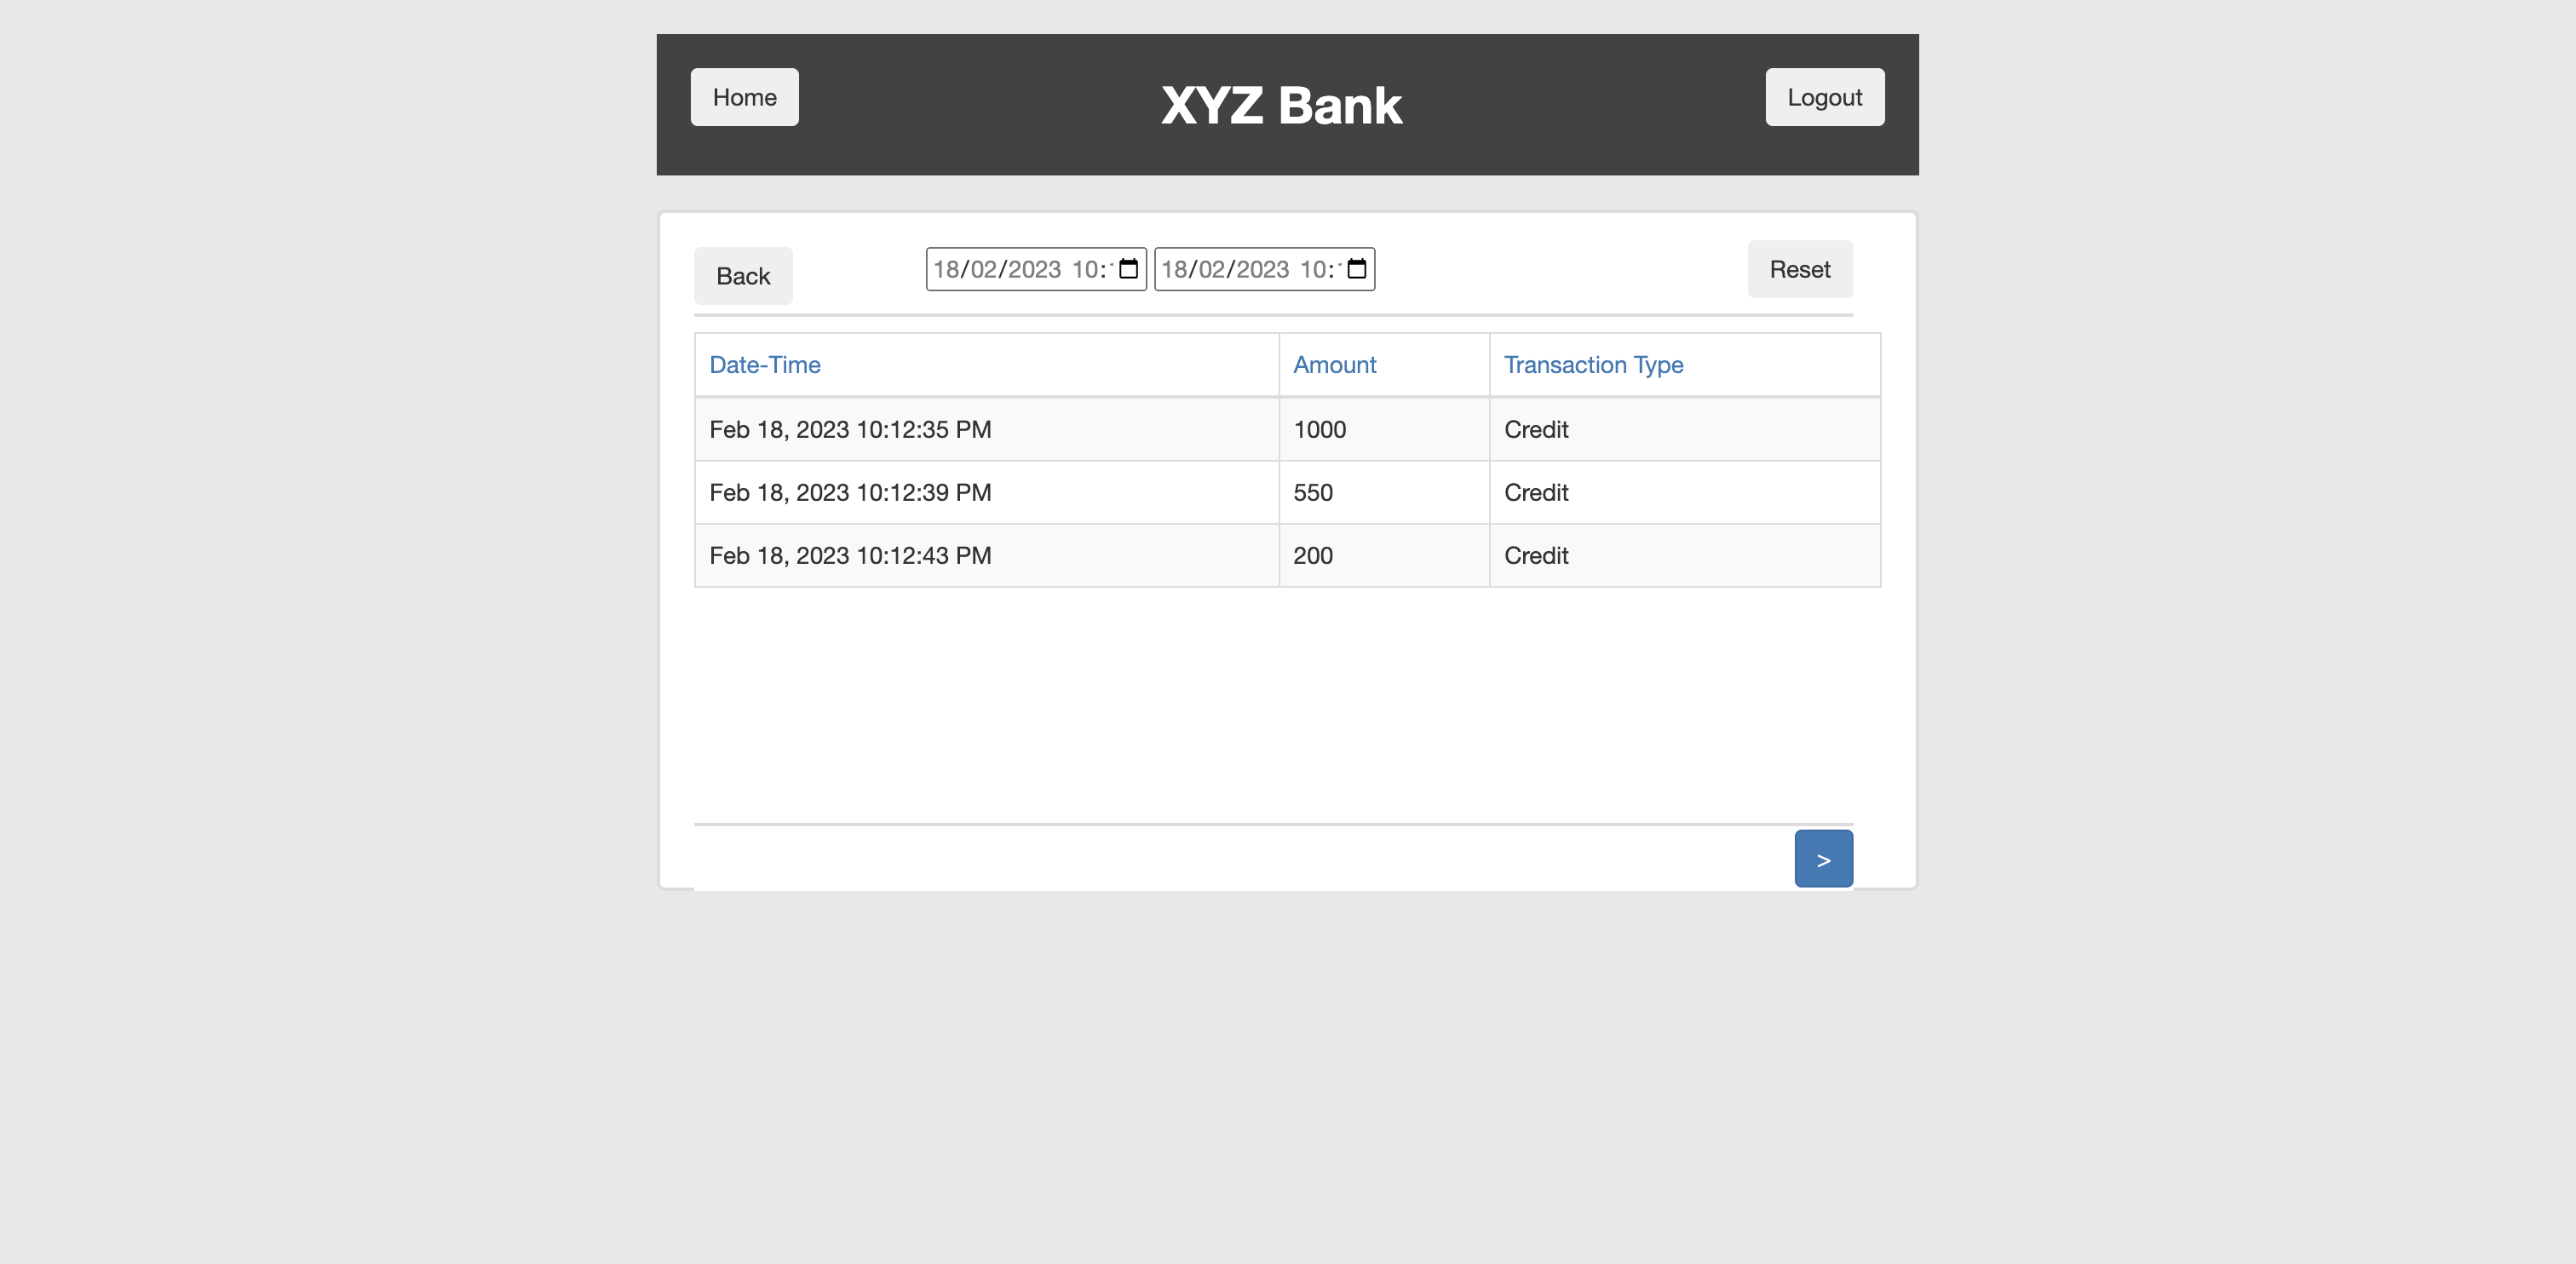 Home XYZ Bank Logout
Back 18/02/2023 10: 18/02/2023 10: Reset
Date-Time Amount Transaction Type
Feb 18, 2023 10:12:35 PM 1000 Credit
Feb 18, 2023 10:12:39 PM 550 Credit
Feb 18, 2023 10:12:43 PM 200 Credit
>